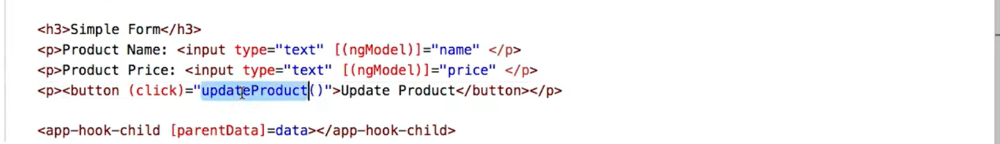 <h3>Simple Form</h3>
<p>Product Name: <input type="text" [(ngModel)]="name" </p>
<p>Product Price: <input type="text" [(ngModel)]="price" </p>
<p><button (click)="updateProduct()">Update Product</button></p>
<app-hook-child [parentData]=data></app-hook-child>